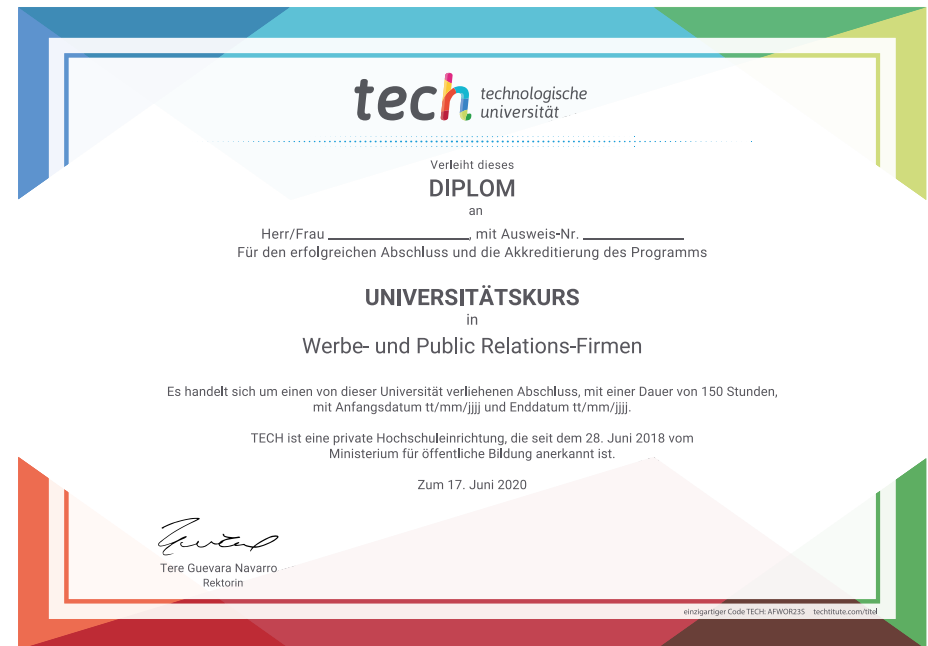 tech technologische
universität
Verleiht dieses
DIPLOM
an
Herr/Frau ____________________, mit Ausweis-Nr. ______________
Für den erfolgreichen Abschluss und die Akkreditierung des Programms
UNIVERSITÄTSKURS
in
Werbe- und Public Relations-Firmen
Es handelt sich um einen von dieser Universität verliehenen Abschluss, mit einer Dauer von 150 Stunden,
mit Anfangsdatum tt/mm/jjjj und Enddatum tt/mm/jjjj.
TECH ist eine private Hochschuleinrichtung, die seit dem 28. Juni 2018 vom
Ministerium für öffentliche Bildung anerkannt ist.
Zum 17. Juni 2020
Tere Guevara Navarro
Rektorin
einzigartiger Code TECH: AFWOR23S techtitute.com/titel